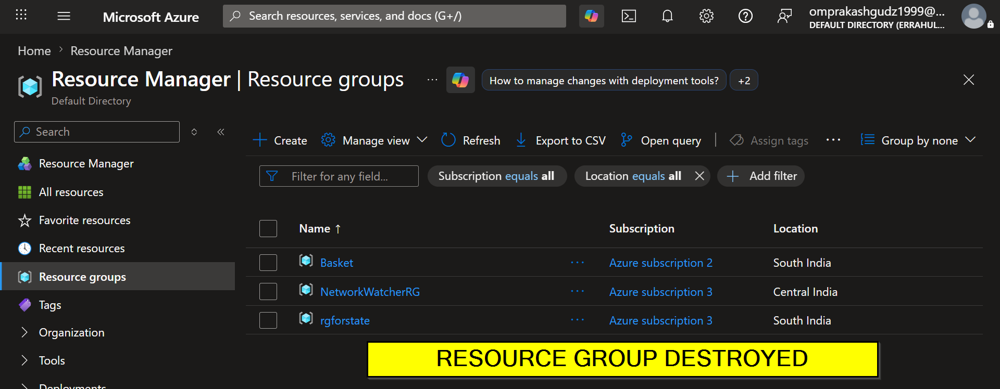 Microsoft Azure
Search resources, services, and docs (G+/)
omprakashgudz1999@...
DEFAULT DIRECTORY (ERRAHUL...
Home > Resource Manager
Resource Manager | Resource groups
...
How to manage changes with deployment tools?
+2
Default Directory
Search
Create
Manage view
Refresh
Export to CSV
Open query
Assign tags
...
Group by none
Resource Manager
All resources
Favorite resources
Recent resources
Resource groups
Tags
Organization
Tools
Deployments
Filter for any field...
Subscription equals all
Location equals all
Add filter
Name ↑ Subscription Location
Basket ... Azure subscription 2 South India
NetworkWatcherRG ... Azure subscription 3 Central India
rgforstate ... Azure subscription 3 South India
RESOURCE GROUP DESTROYED